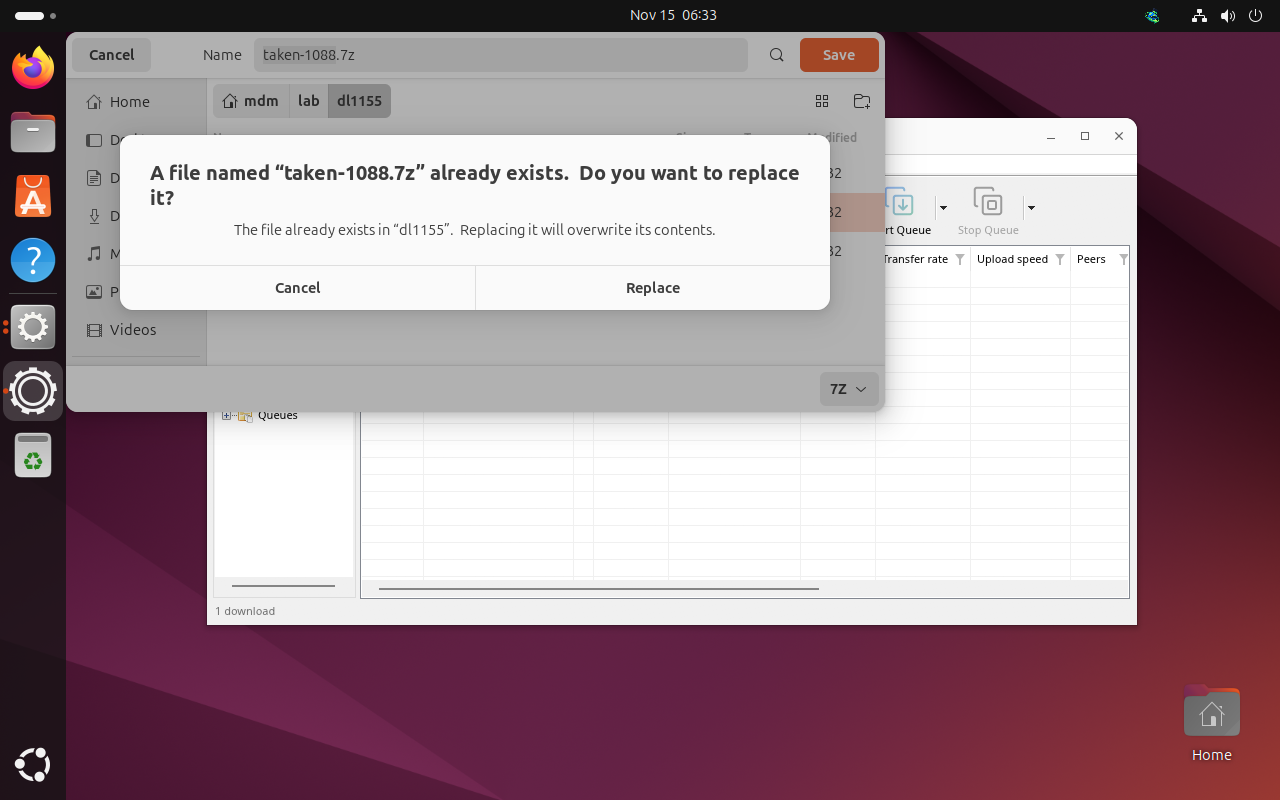 Nov 15  06:33
Cancel
Name
taken-1088.7z
Save
Home
mdm
lab
dl1155
A file named “taken-1088.7z” already exists.  Do you want to replace
it?
The file already exists in “dl1155”.  Replacing it will overwrite its contents.
Cancel
Replace
Videos
7Z
Stop Queue
Transfer rate
Upload speed
Peers
Queues
1 download
Home